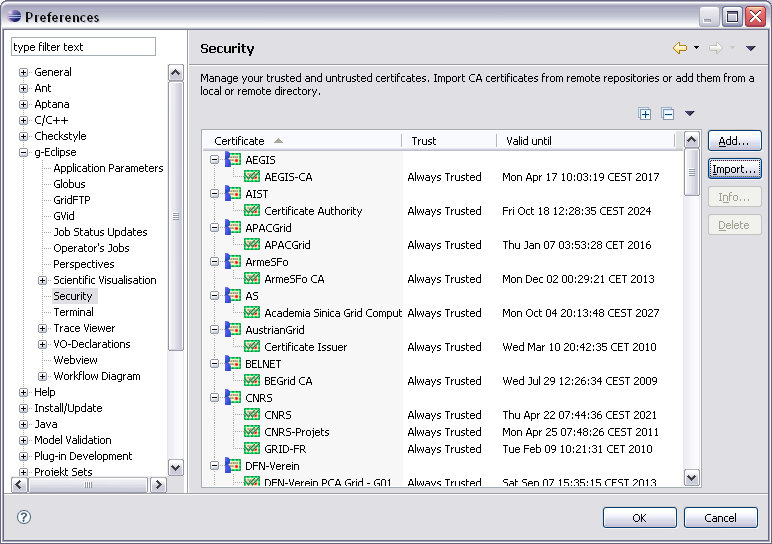 Preferences
type filter text
General
Ant
Aptana
C/C++
Checkstyle
g-Eclipse
Application Parameters
Globus
GridFTP
GVid
Job Status Updates
Operator's Jobs
Perspectives
Scientific Visualisation
Security
Terminal
Trace Viewer
VO-Declarations
Webview
Workflow Diagram
Help
Install/Update
Java
Model Validation
Plug-in Development
Projekt Sets
Security
Manage your trusted and untrusted certifcates. Import CA certificates from remote repositories or add them from a
local or remote directory.
Certificate Trust Valid until
AEGIS
AEGIS-CA Always Trusted Mon Apr 17 10:03:19 CEST 2017
AIST
Certificate Authority Always Trusted Fri Oct 18 12:28:35 CEST 2024
APACGrid
APACGrid Always Trusted Thu Jan 07 03:53:28 CET 2016
ArmeSFo
ArmeSFo CA Always Trusted Mon Dec 02 00:29:21 CET 2013
AS
Academia Sinica Grid Comput Always Trusted Mon Oct 04 20:13:48 CEST 2027
AustrianGrid
Certificate Issuer Always Trusted Wed Mar 10 20:42:35 CET 2010
BELNET
BEGrid CA Always Trusted Wed Jul 29 12:26:34 CEST 2009
CNRS
CNRS Always Trusted Thu Apr 22 07:44:36 CEST 2021
CNRS-Projets Always Trusted Mon Apr 25 07:48:26 CEST 2011
GRID-FR Always Trusted Tue Feb 09 10:21:31 CET 2010
DFN-Verein
DFN-Verein PCA Grid - G01 Always Trusted Sat Sep 07 15:35:15 CEST 2013
Add...
Import...
Info...
Delete
?
OK
Cancel